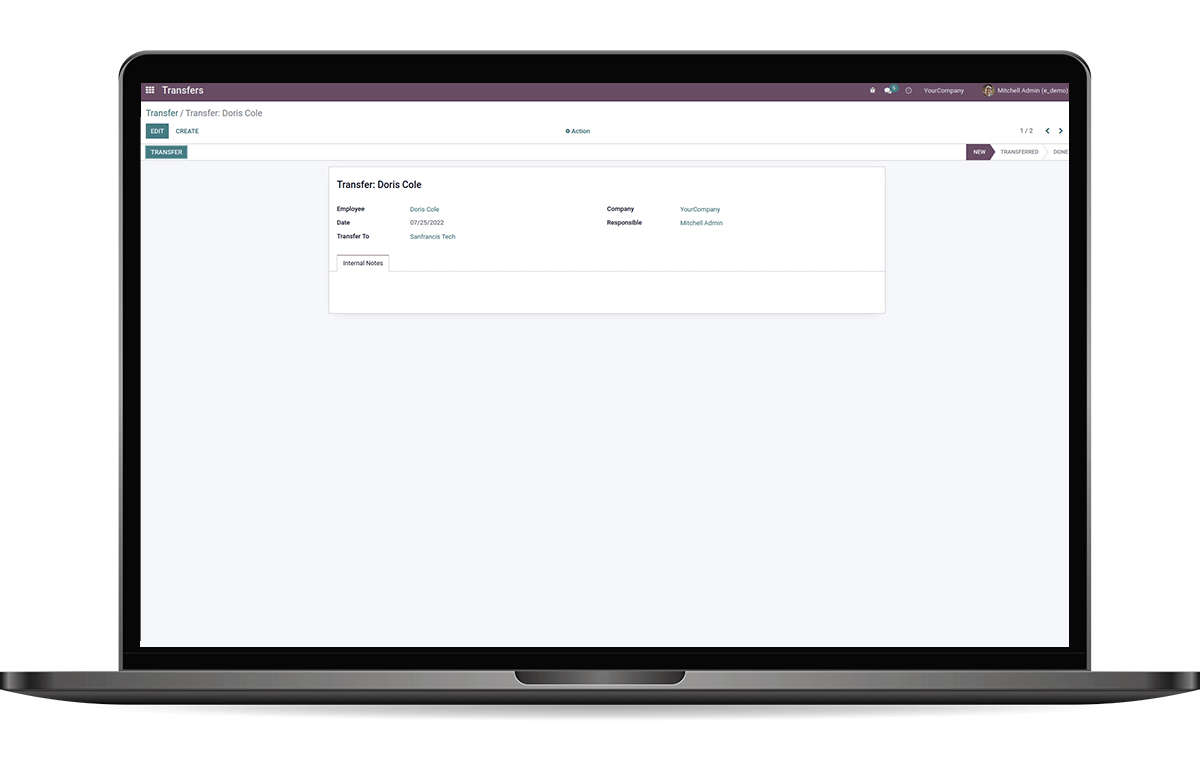 Transfers 5 YourCompany Mitchell Admin (e_demo)
Transfer / Transfer: Doris Cole
EDIT CREATE Action 1 / 2
TRANSFER NEW TRANSFERRED DONE
Transfer: Doris Cole
Employee Doris Cole Company YourCompany
Date 07/25/2022 Responsible Mitchell Admin
Transfer To Sanfrancis Tech
Internal Notes